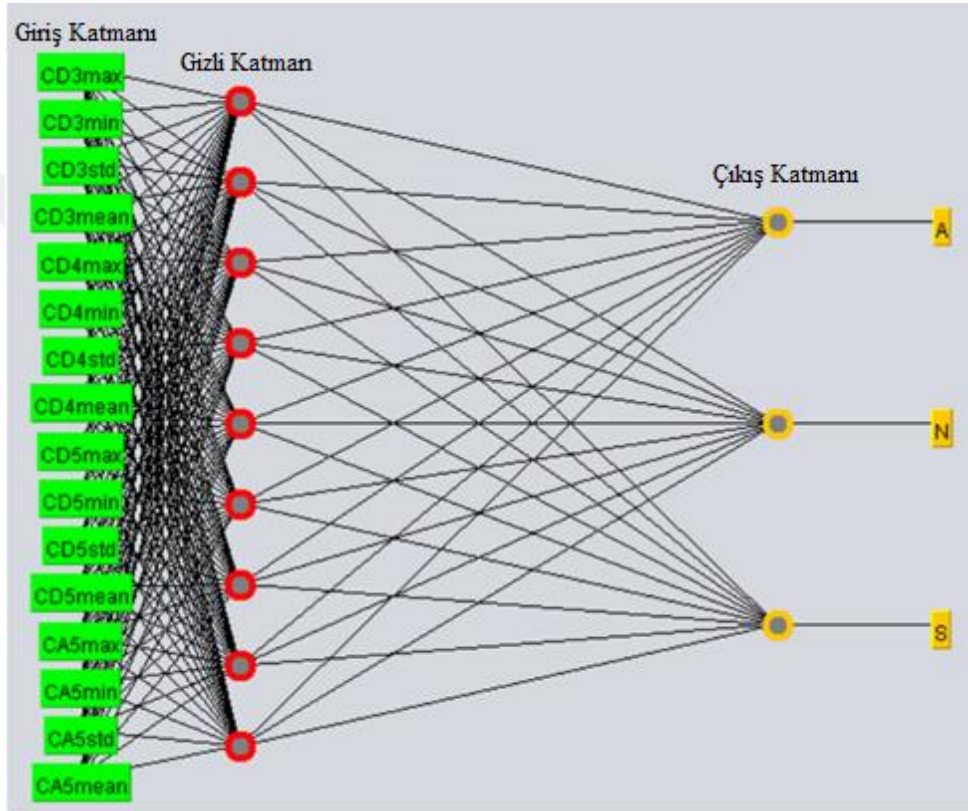 Giriş Katmanı
CD3max
CD3min
CD3std
CD3mean
CD4max
CD4min
CD4std
CD4mean
CD5max
CD5min
CD5std
CD5mean
CA5max
CA5min
CA5std
CA5mean
Gizli Katman
Çıkış Katmanı
A
N
S